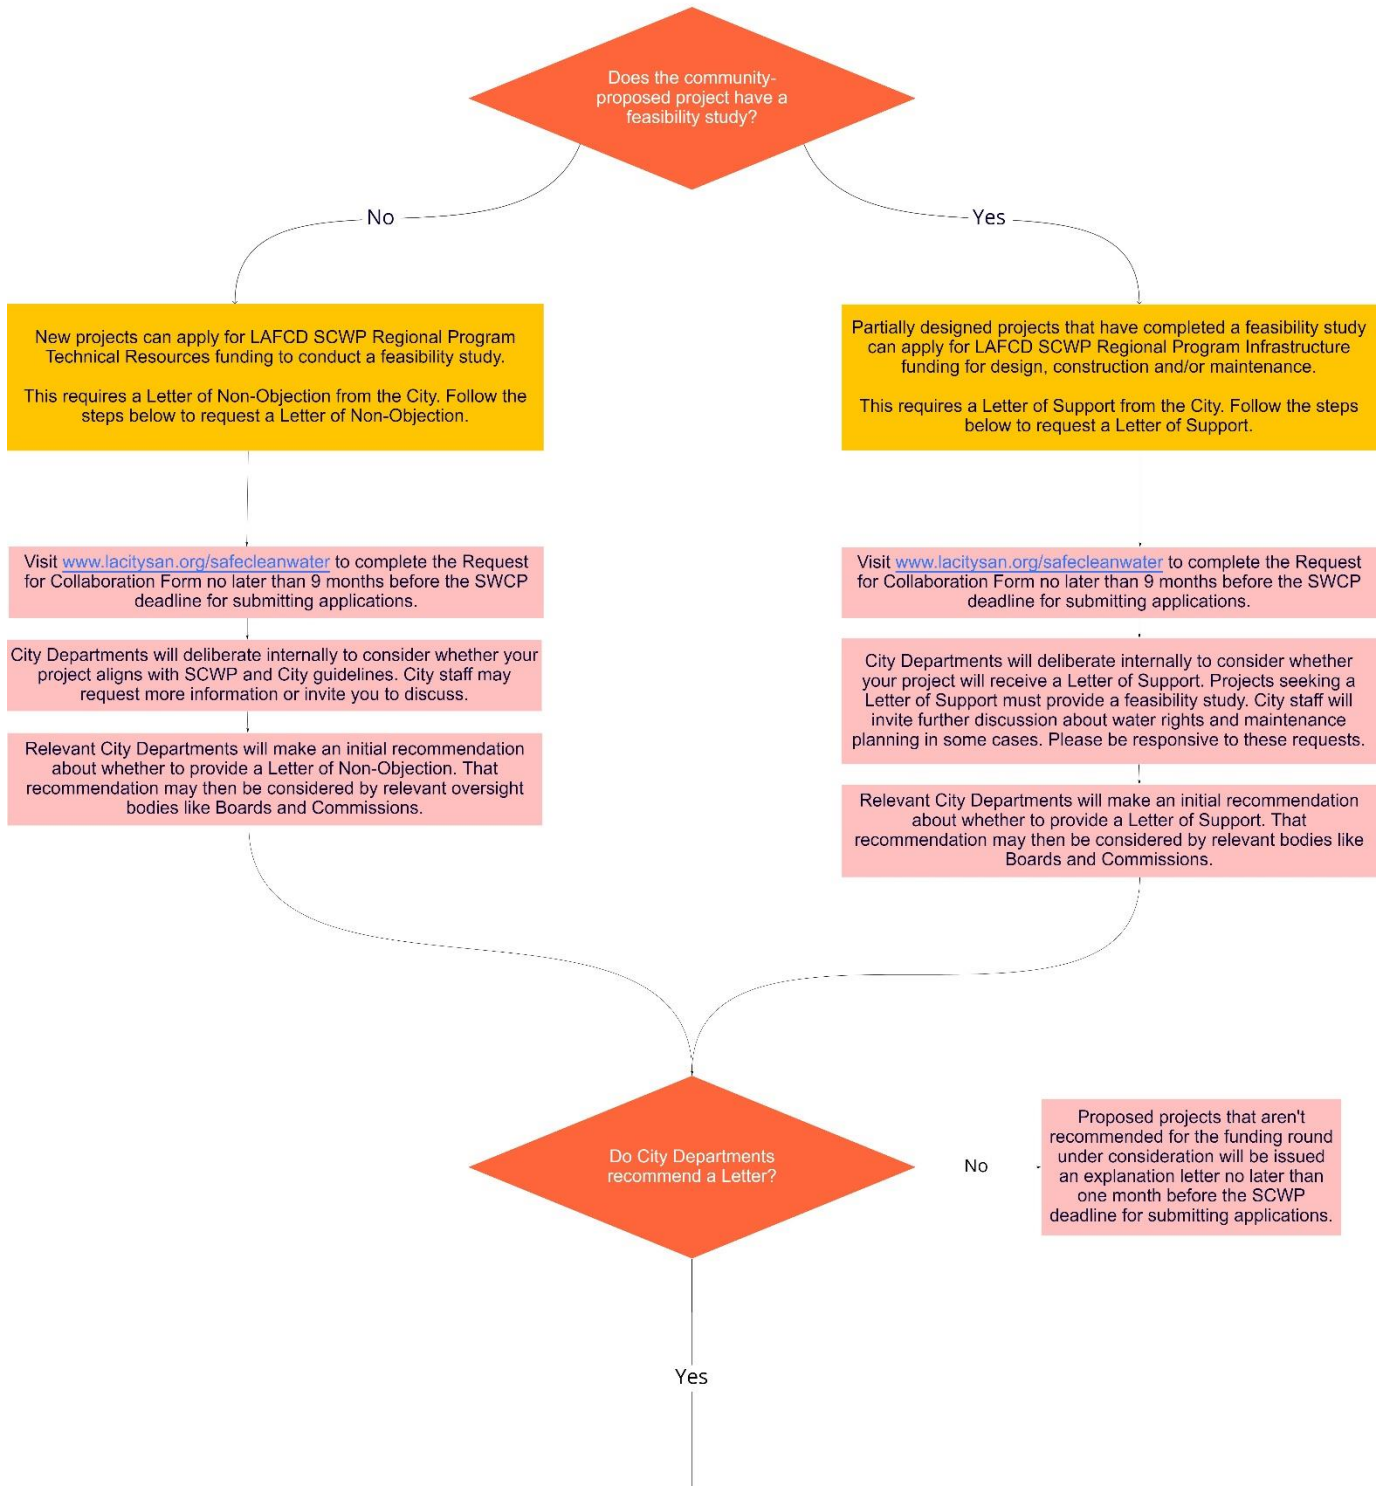 Does the community-
proposed project have a
feasibility study?
No
Yes
New projects can apply for LAFCD SCWP Regional Program
Technical Resources funding to conduct a feasibility study.
This requires a Letter of Non-Objection from the City. Follow the
steps below to request a Letter of Non-Objection.
Partially designed projects that have completed a feasibility study
can apply for LAFCD SCWP Regional Program Infrastructure
funding for design, construction and/or maintenance.
This requires a Letter of Support from the City. Follow the steps
below to request a Letter of Support.
Visit www.lacitysan.org/safecleanwater to complete the Request
for Collaboration Form no later than 9 months before the SWCP
deadline for submitting applications.
Visit www.lacitysan.org/safecleanwater to complete the Request
for Collaboration Form no later than 9 months before the SWCP
deadline for submitting applications.
City Departments will deliberate internally to consider whether your
project aligns with SCWP and City guidelines. City staff may
request more information or invite you to discuss.
City Departments will deliberate internally to consider whether
your project will receive a Letter of Support. Projects seeking a
Letter of Support must provide a feasibility study. City staff will
invite further discussion about water rights and maintenance
planning in some cases. Please be responsive to these requests.
Relevant City Departments will make an initial recommendation
about whether to provide a Letter of Non-Objection. That
recommendation may then be considered by relevant oversight
bodies like Boards and Commissions.
Relevant City Departments will make an initial recommendation
about whether to provide a Letter of Support. That
recommendation may then be considered by relevant bodies like
Boards and Commissions.
Do City Departments
recommend a Letter?
No
Proposed projects that aren't
recommended for the funding round
under consideration will be issued
an explanation letter no later than
one month before the SCWP
deadline for submitting applications.
Yes